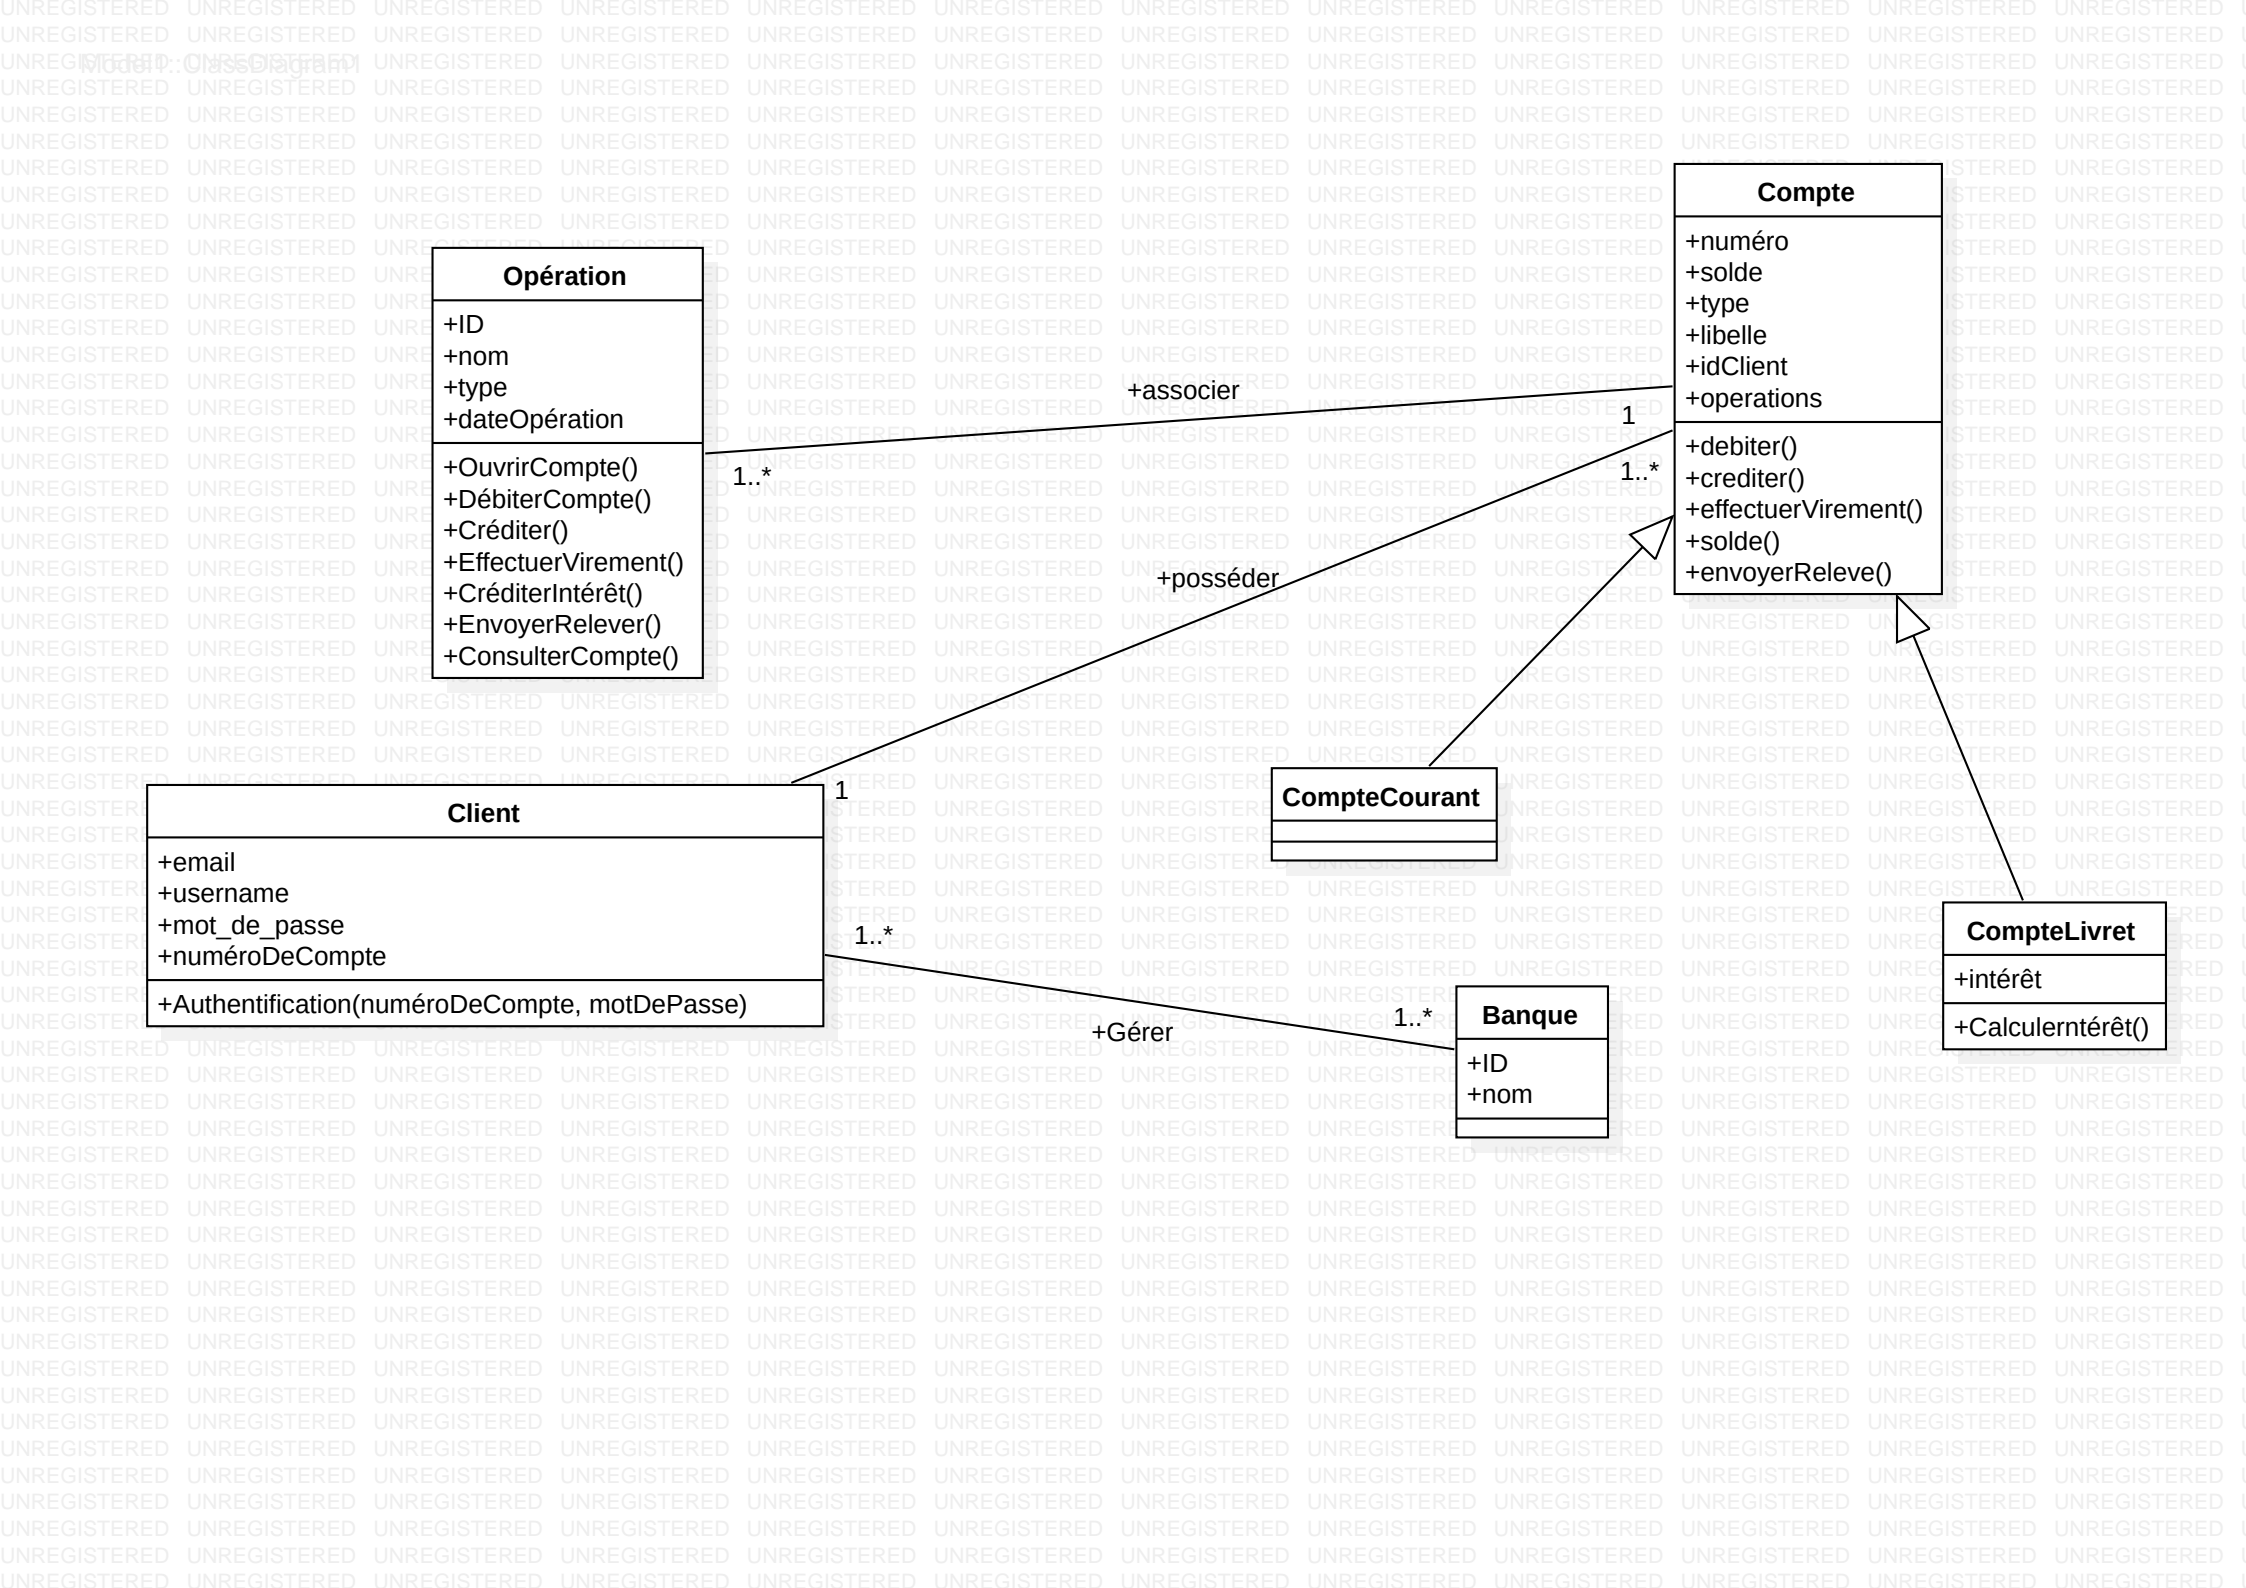 Model1::ClassDiagram1
UNREGISTERED
Compte
+numéro
+solde
+type
+libelle
+idClient
+operations
+debiter()
+crediter()
+effectuerVirement()
+solde()
+envoyerReleve()
Opération
+ID
+nom
+type
+dateOpération
+OuvrirCompte()
+DébiterCompte()
+Créditer()
+EffectuerVirement()
+CréditerIntérêt()
+EnvoyerRelever()
+ConsulterCompte()
+associer
1
1..*
1..*
+posséder
1
Client
+email
+username
+mot_de_passe
+numéroDeCompte
+Authentification(numéroDeCompte, motDePasse)
CompteCourant
CompteLivret
+intérêt
+Calculerntérêt()
1..*
+Gérer
1..*
Banque
+ID
+nom